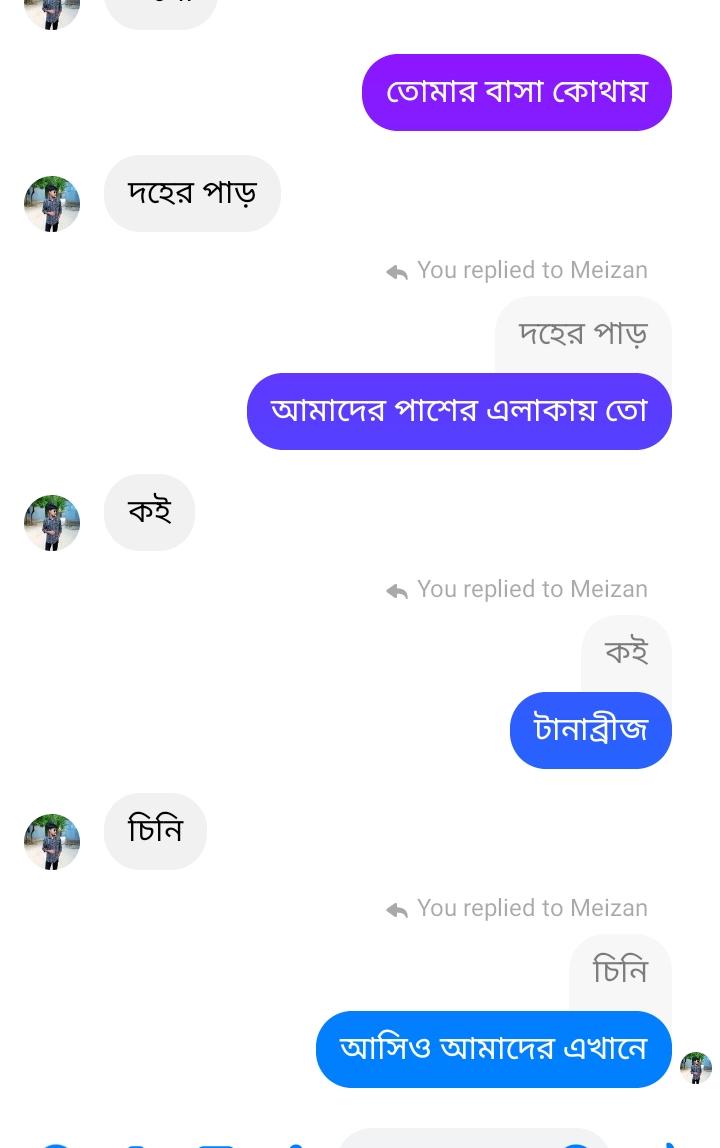 তোমার বাসা কোথায়
দহের পাড়
You replied to Meizan
দহের পাড়
আমাদের পাশের এলাকায় তো
কই
You replied to Meizan
কই
টানাব্রীজ
চিনি
You replied to Meizan
চিনি
আসিও আমাদের এখানে